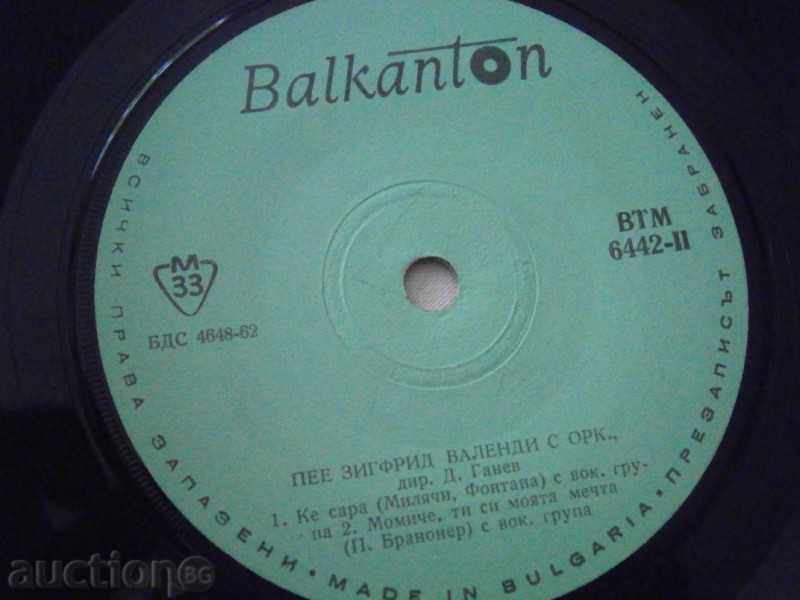 Balkanton
ВСИЧКИ ПРАВА ЗАПАЗЕНИ · MADE IN BULGARIA · ПРЕЗАПИСЪТ ЗАБРАНЕН
ВТМ
6442-II
М
33
БДС 4648-62
ПЕЕ ЗИГФРИД ВАЛЕНДИ С ОРК.,
дир. Д. Ганев
1. Ке сара (Милячи, Фонтана) с вок. гру-
па 2. Момиче, ти си моята мечта
(П. Бранонер) с вок. група
auction BG